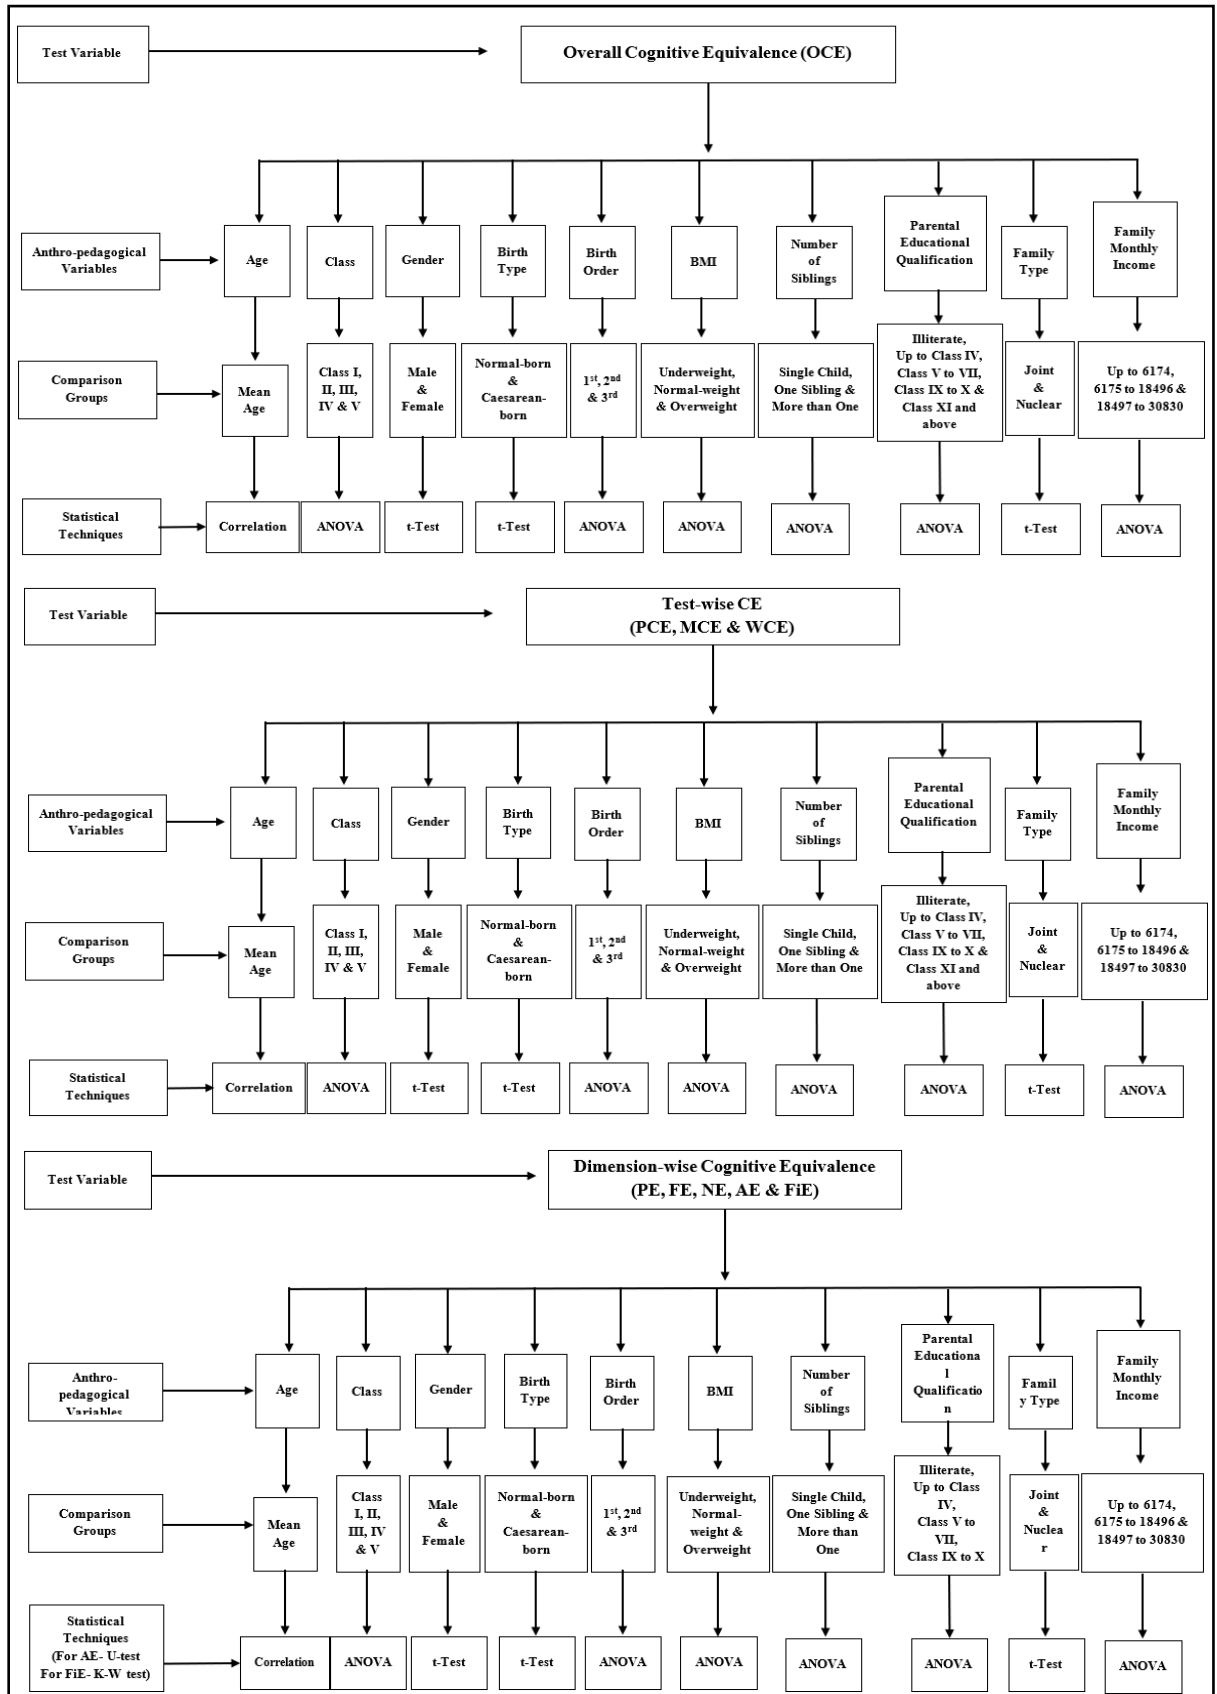 Test Variable
Overall Cognitive Equivalence (OCE)
Anthro-pedagogical
Variables
Age
Class
Gender
Birth
Type
Birth
Order
BMI
Number
of
Siblings
Parental
Educational
Qualification
Family
Type
Family
Monthly
Income
Comparison
Groups
Mean
Age
Class I,
II, III,
IV & V
Male
&
Female
Normal-born
&
Caesarean-
born
1st, 2nd
& 3rd
Underweight,
Normal-weight
& Overweight
Single Child,
One Sibling &
More than One
Illiterate,
Up to Class IV,
Class V to VII,
Class IX to X &
Class XI and
above
Joint
&
Nuclear
Up to 6174,
6175 to 18496 &
18497 to 30830
Statistical
Techniques
Correlation
ANOVA
t-Test
t-Test
ANOVA
ANOVA
ANOVA
ANOVA
t-Test
ANOVA
Test Variable
Test-wise CE
(PCE, MCE & WCE)
Anthro-pedagogical
Variables
Age
Class
Gender
Birth
Type
Birth
Order
BMI
Number
of
Siblings
Parental
Educational
Qualification
Family
Type
Family
Monthly
Income
Comparison
Groups
Mean
Age
Class I,
II, III,
IV & V
Male
&
Female
Normal-born
&
Caesarean-
born
1st, 2nd
& 3rd
Underweight,
Normal-weight
& Overweight
Single Child,
One Sibling &
More than One
Illiterate,
Up to Class IV,
Class V to VII,
Class IX to X &
Class XI and
above
Joint
&
Nuclear
Up to 6174,
6175 to 18496 &
18497 to 30830
Statistical
Techniques
Correlation
ANOVA
t-Test
t-Test
ANOVA
ANOVA
ANOVA
ANOVA
t-Test
ANOVA
Test Variable
Dimension-wise Cognitive Equivalence
(PE, FE, NE, AE & FiE)
Anthro-
pedagogical
Variables
Age
Class
Gender
Birth
Type
Birth
Order
BMI
Number
of
Siblings
Parental
Educationa
l
Qualificatio
n
Famil
y Type
Family
Monthly
Income
Comparison
Groups
Mean
Age
Class
I, II,
III, IV
& V
Male
&
Female
Normal-born
&
Caesarean-
born
1st, 2nd
& 3rd
Underweight,
Normal-
weight &
Overweight
Single Child,
One Sibling &
More than
One
Illiterate,
Up to Class
IV,
Class V to
VII,
Class IX to X
Joint
&
Nuclea
r
Up to 6174,
6175 to 18496 &
18497 to 30830
Statistical
Techniques
(For AE- U-test
For FiE- K-W test)
Correlation
ANOVA
t-Test
t-Test
ANOVA
ANOVA
ANOVA
ANOVA
t-Test
ANOVA